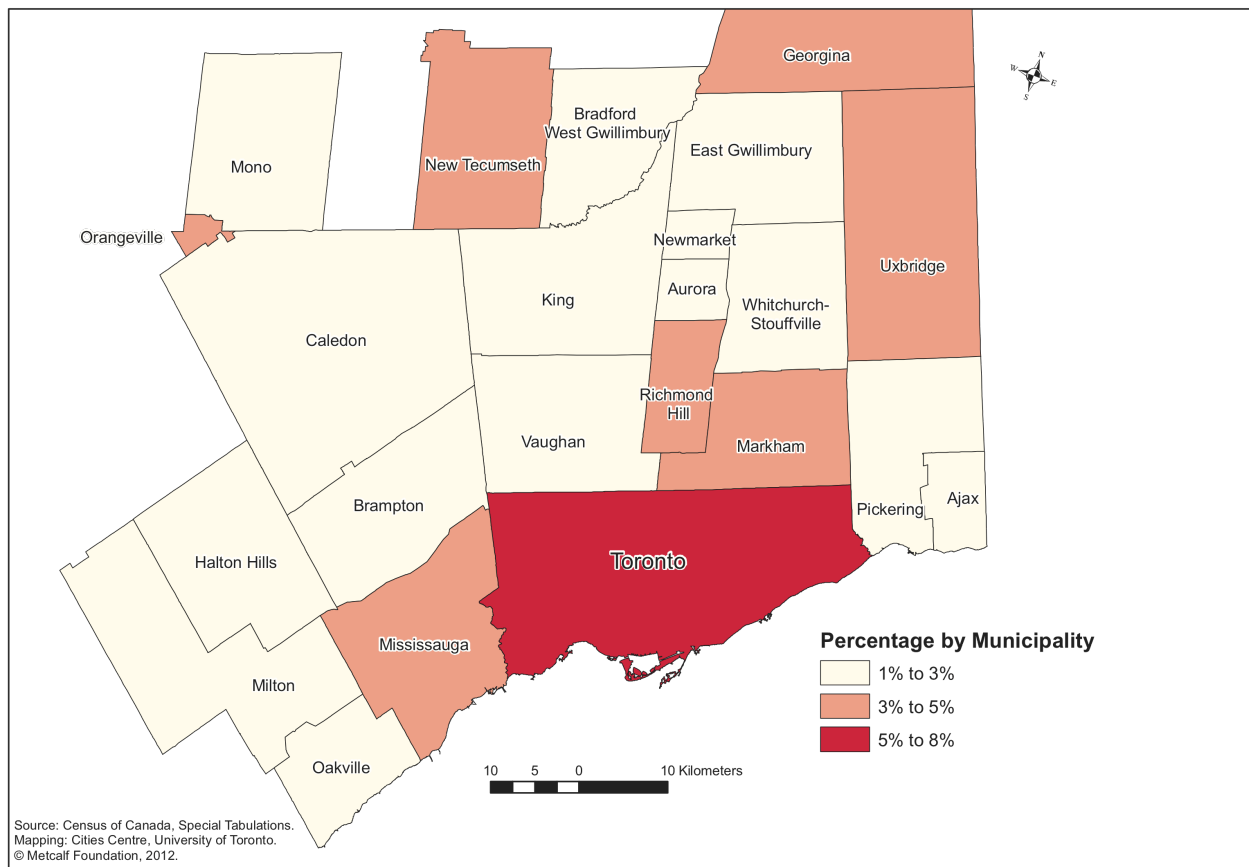 Georgina
N
W
E
S
Bradford
West Gwillimbury
East Gwillimbury
Mono
New Tecumseth
Orangeville
Newmarket
Uxbridge
Aurora
King
Whitchurch-
Stouffville
Caledon
Richmond
Hill
Vaughan
Markham
Brampton
Pickering
Ajax
Halton Hills
Toronto
Mississauga
Milton
Oakville
Percentage by Municipality
1% to 3%
3% to 5%
5% to 8%
10 5 0 10 Kilometers
Source: Census of Canada, Special Tabulations.
Mapping: Cities Centre, University of Toronto.
© Metcalf Foundation, 2012.